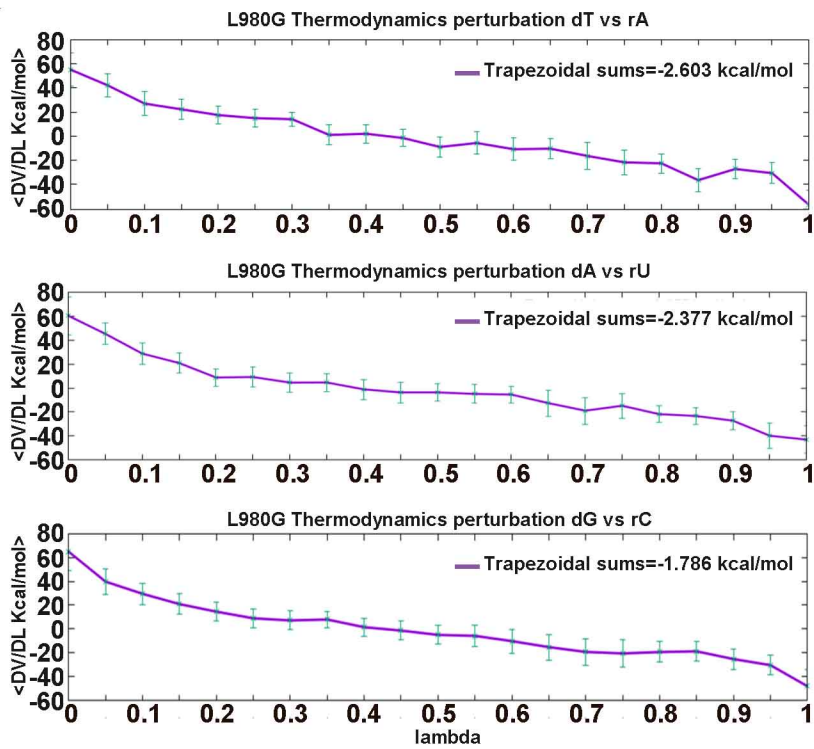 L980G Thermodynamics perturbation dT vs rA
<DV/DL Kcal/mol>
80
60
40
20
0
-20
-40
-60
Trapezoidal sums=-2.603 kcal/mol
0 0.1 0.2 0.3 0.4 0.5 0.6 0.7 0.8 0.9 1
L980G Thermodynamics perturbation dA vs rU
<DV/DL Kcal/mol>
80
60
40
20
0
-20
-40
-60
Trapezoidal sums=-2.377 kcal/mol
0 0.1 0.2 0.3 0.4 0.5 0.6 0.7 0.8 0.9 1
L980G Thermodynamics perturbation dG vs rC
<DV/DL Kcal/mol>
80
60
40
20
0
-20
-40
-60
Trapezoidal sums=-1.786 kcal/mol
0 0.1 0.2 0.3 0.4 0.5 0.6 0.7 0.8 0.9 1
lambda